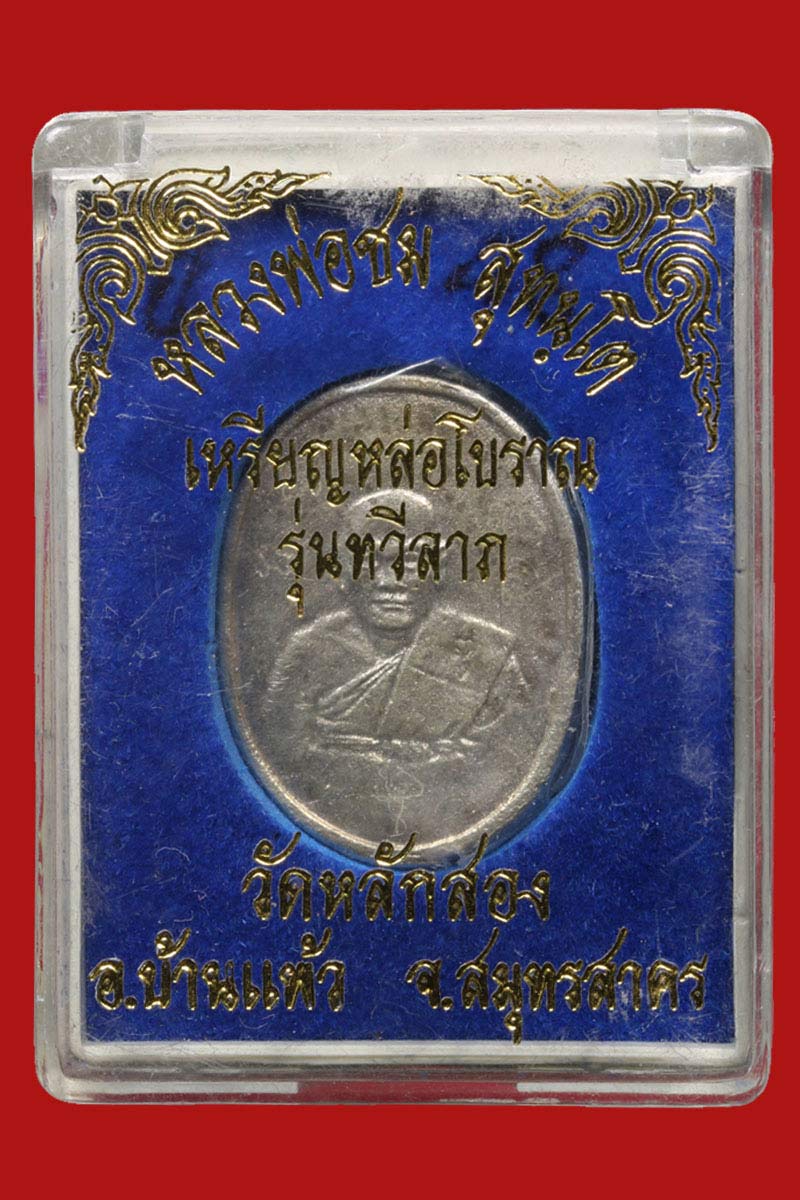 หลวงพ่อชม สุทนฺโต
เหรียญหล่อโบราณ
รุ่นทวีลาภ
วัดหลักสอง
อ.บ้านแพ้ว จ.สมุทรสาคร